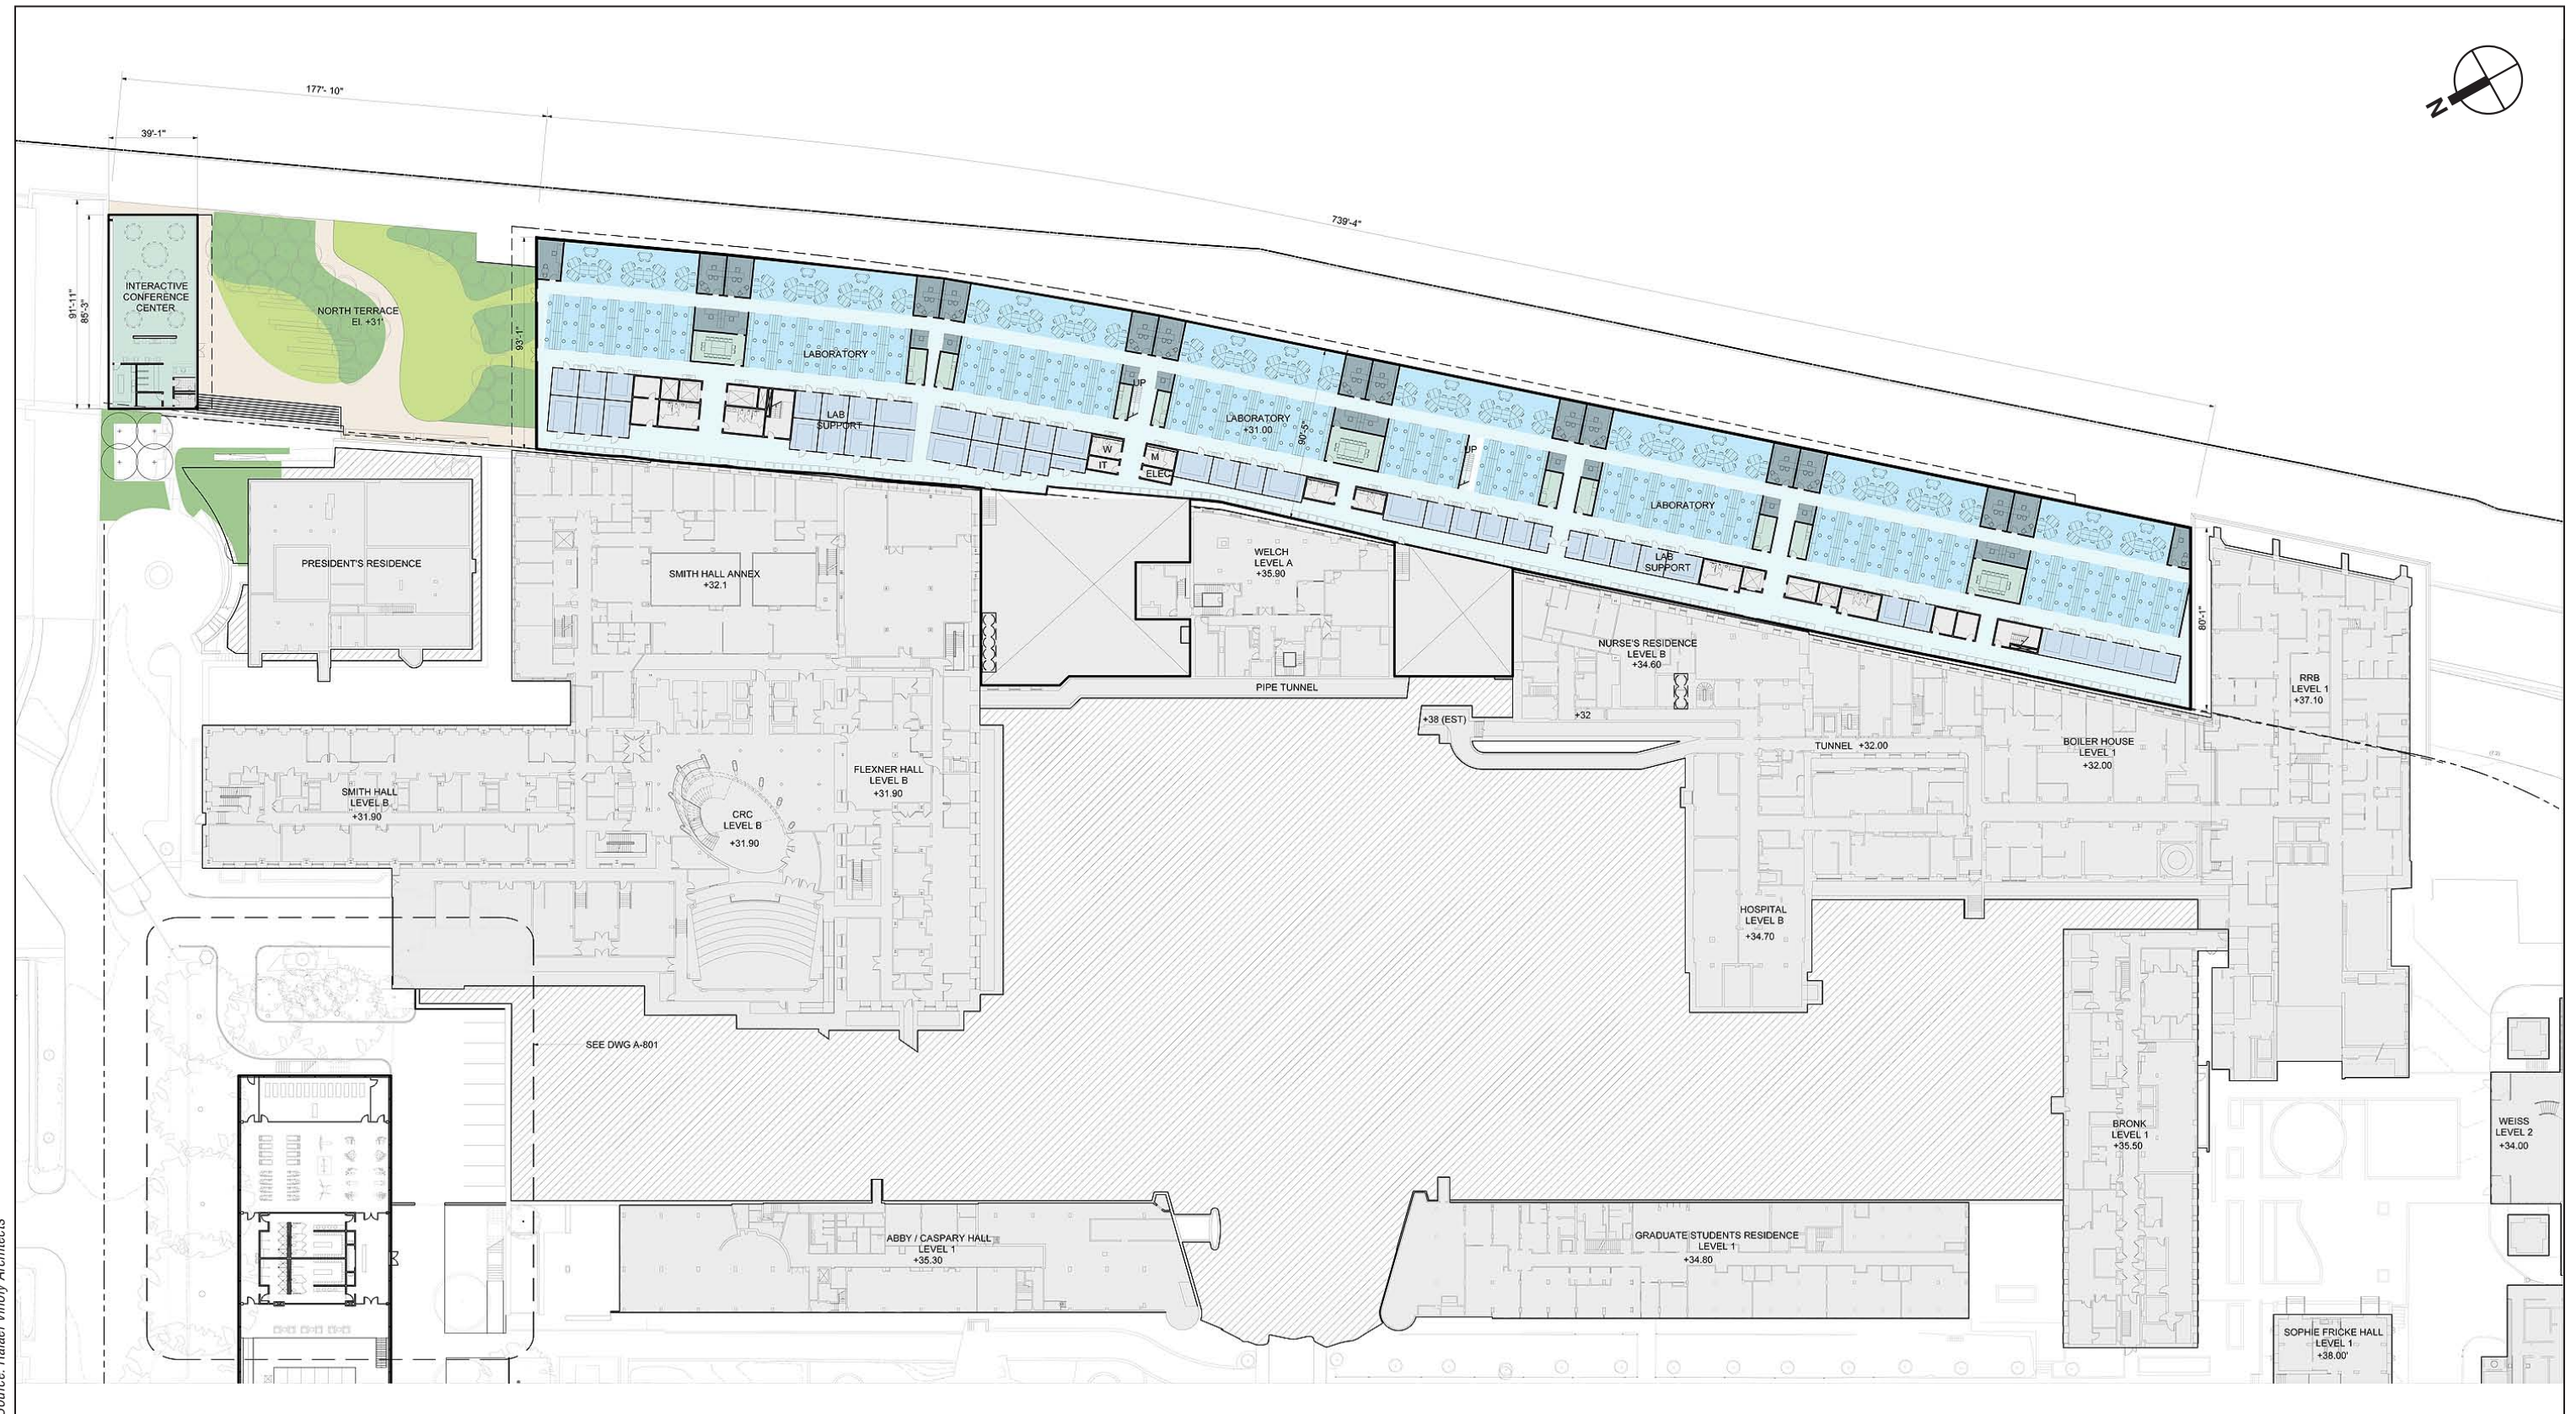 N
177'- 10"
39'-1"
739'-4"
91'-11"
85'-3"
INTERACTIVE
CONFERENCE
CENTER
NORTH TERRACE
El. +31'
93'-1"
LABORATORY
LAB
SUPPORT
UP
W
IT
M
ELEC
LABORATORY
+31.00
90'-5"
UP
LABORATORY
LAB
SUPPORT
80'-1"
PRESIDENT'S RESIDENCE
SMITH HALL ANNEX
+32.1
WELCH
LEVEL A
+35.90
NURSE'S RESIDENCE
LEVEL B
+34.60
RRB
LEVEL 1
+37.10
PIPE TUNNEL
+38 (EST)
+32
TUNNEL +32.00
BOILER HOUSE
LEVEL 1
+32.00
SMITH HALL
LEVEL B
+31.90
FLEXNER HALL
LEVEL B
+31.90
CRC
LEVEL B
+31.90
HOSPITAL
LEVEL B
+34.70
SEE DWG A-801
BRONK
LEVEL 1
+35.50
WEISS
LEVEL 2
+34.00
ABBY / CASPARY HALL
LEVEL 1
+35.30
GRADUATE STUDENTS RESIDENCE
LEVEL 1
+34.80
SOPHIE FRICKE HALL
LEVEL 1
+38.00'
Source: Rafael Viñoly Architects